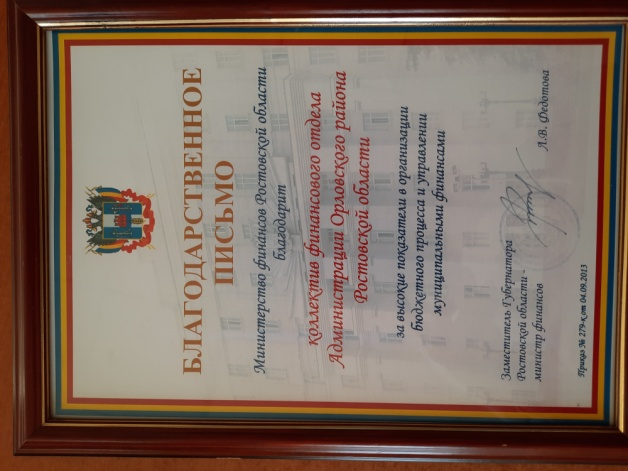 БЛАГОДАРСТВЕННОЕ
ПИСЬМО
Министерство финансов Ростовской области
благодарит
коллектив финансового отдела
Администрации Орловского района
Ростовской области
за высокие показатели в организации
бюджетного процесса и управлении
муниципальными финансами
Заместитель Губернатора
Ростовской области -
министр финансов
Л.В. Федотова
Приказ № 279-к от 04.09.2013